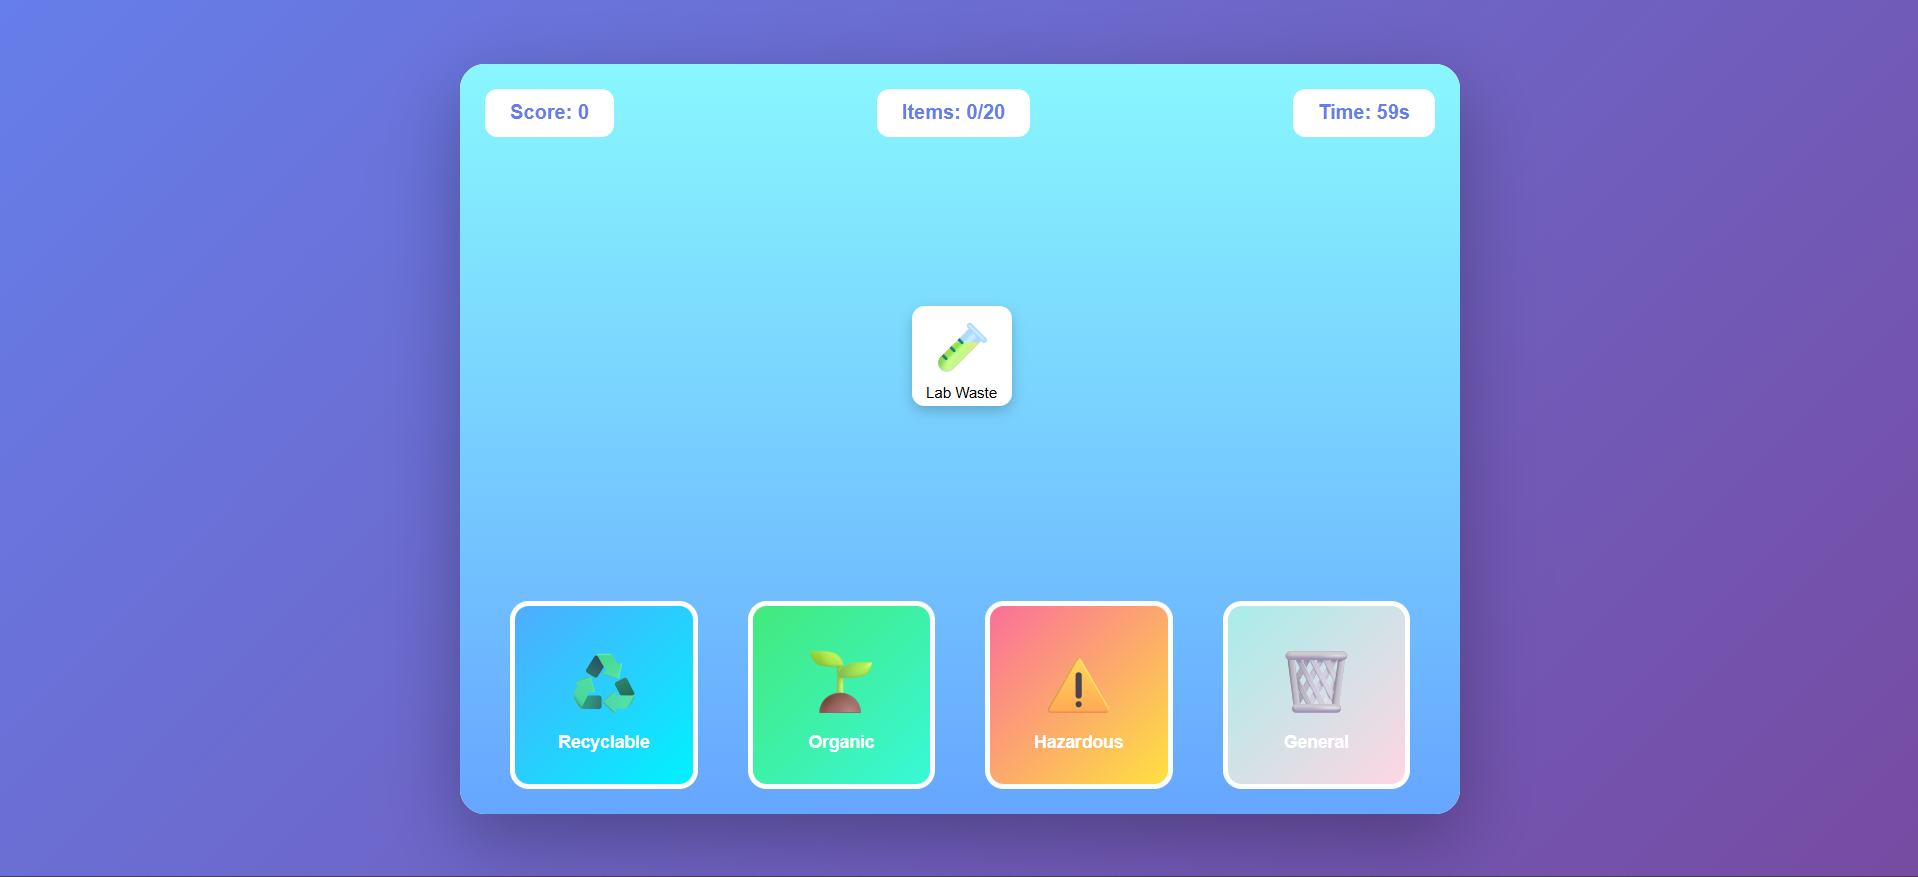 Score: 0
Items: 0/20
Time: 59s
Lab Waste
Recyclable
Organic
Hazardous
General